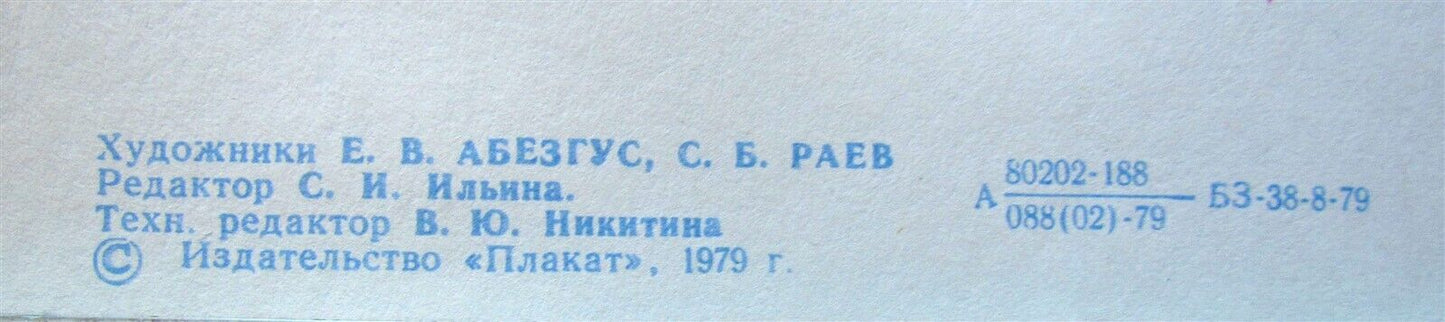 Художники Е. В. АБЕЗГУС, С. Б. РАЕВ
Редактор С. И. Ильина.
Техн. редактор В. Ю. Никитина
© Издательство «Плакат», 1979 г.
80202-188
А БЗ-38-8-79
088(02)-79